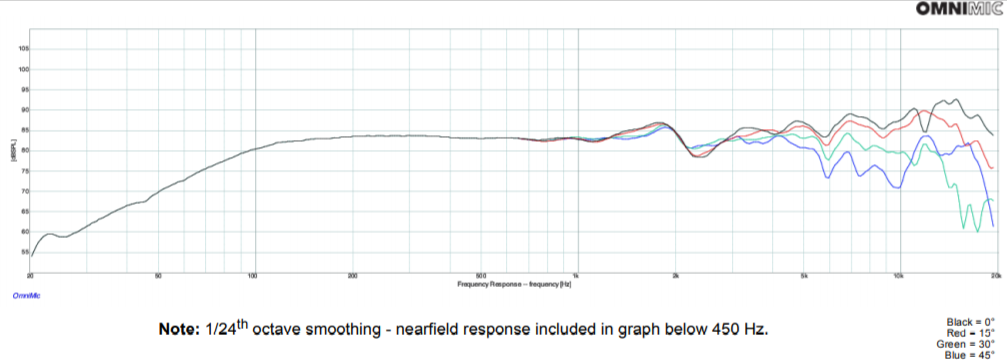 OMNIMIC
105
100
95
90
85
80
75
70
65
60
55
[dBSPL]
20 50 100 200 500 1k 2k 5k 10k 20k
Frequency Response -- frequency [Hz]
OmniMic
Note: 1/24th octave smoothing - nearfield response included in graph below 450 Hz.
Black = 0°
Red = 15°
Green = 30°
Blue = 45°